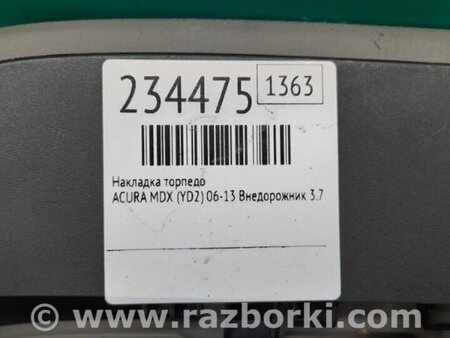 234475
1363
Накладка торпедо
ACURA MDX (YD2) 06-13 Внедорожник 3.7
www.razborki.com